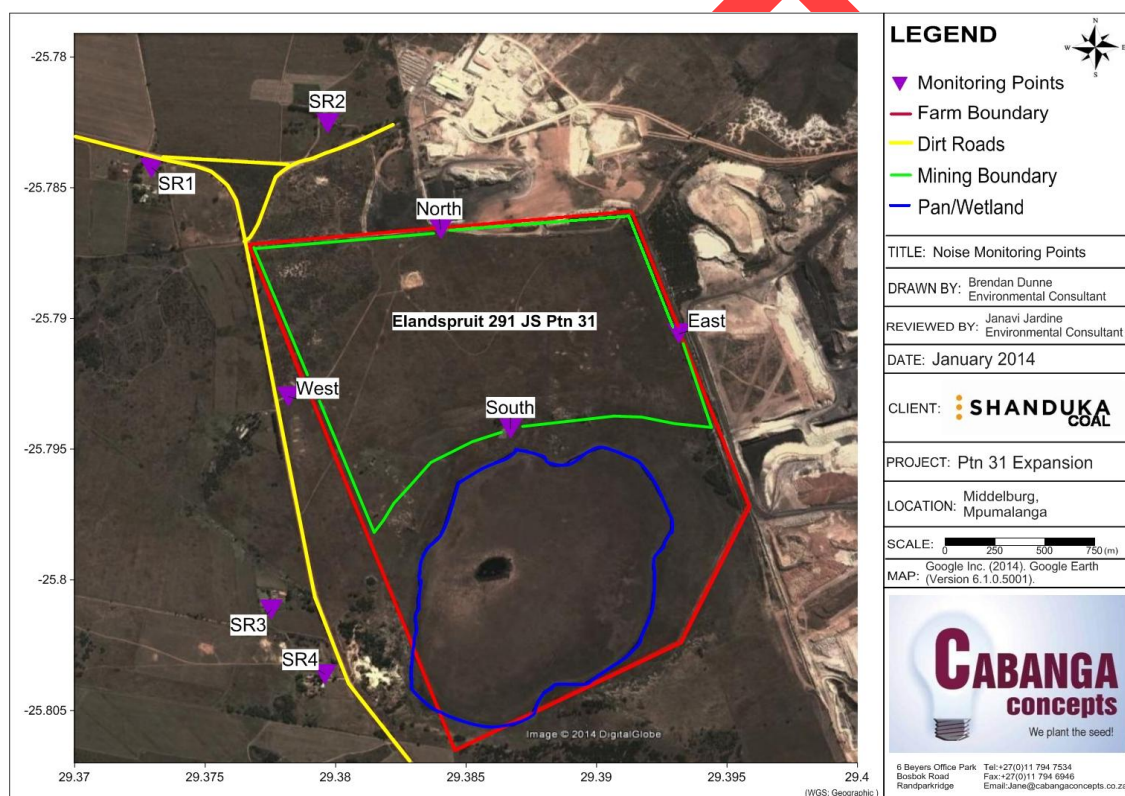 -25.78
-25.785
-25.79
-25.795
-25.8
-25.805
29.37
29.375
29.38
29.385
29.39
29.395
29.4
(WGS: Geographic )
SR2
SR1
North
Elandspruit 291 JS Ptn 31
East
West
South
SR3
SR4
Image © 2014 DigitalGlobe
LEGEND
N
W
E
S
Monitoring Points
Farm Boundary
Dirt Roads
Mining Boundary
Pan/Wetland
TITLE: Noise Monitoring Points
DRAWN BY: Brendan Dunne
Environmental Consultant
REVIEWED BY: Janavi Jardine
Environmental Consultant
DATE: January 2014
CLIENT: SHANDUKA
COAL
PROJECT: Ptn 31 Expansion
LOCATION: Middelburg,
Mpumalanga
SCALE: 0 250 500 750 (m)
MAP: Google Inc. (2014). Google Earth
(Version 6.1.0.5001).
CABANGA
concepts
We plant the seed!
6 Beyers Office Park Tel:+27(0)11 794 7534
Bosbok Road Fax:+27(0)11 794 6946
Randparkridge Email:Jane@cabangaconcepts.co.za